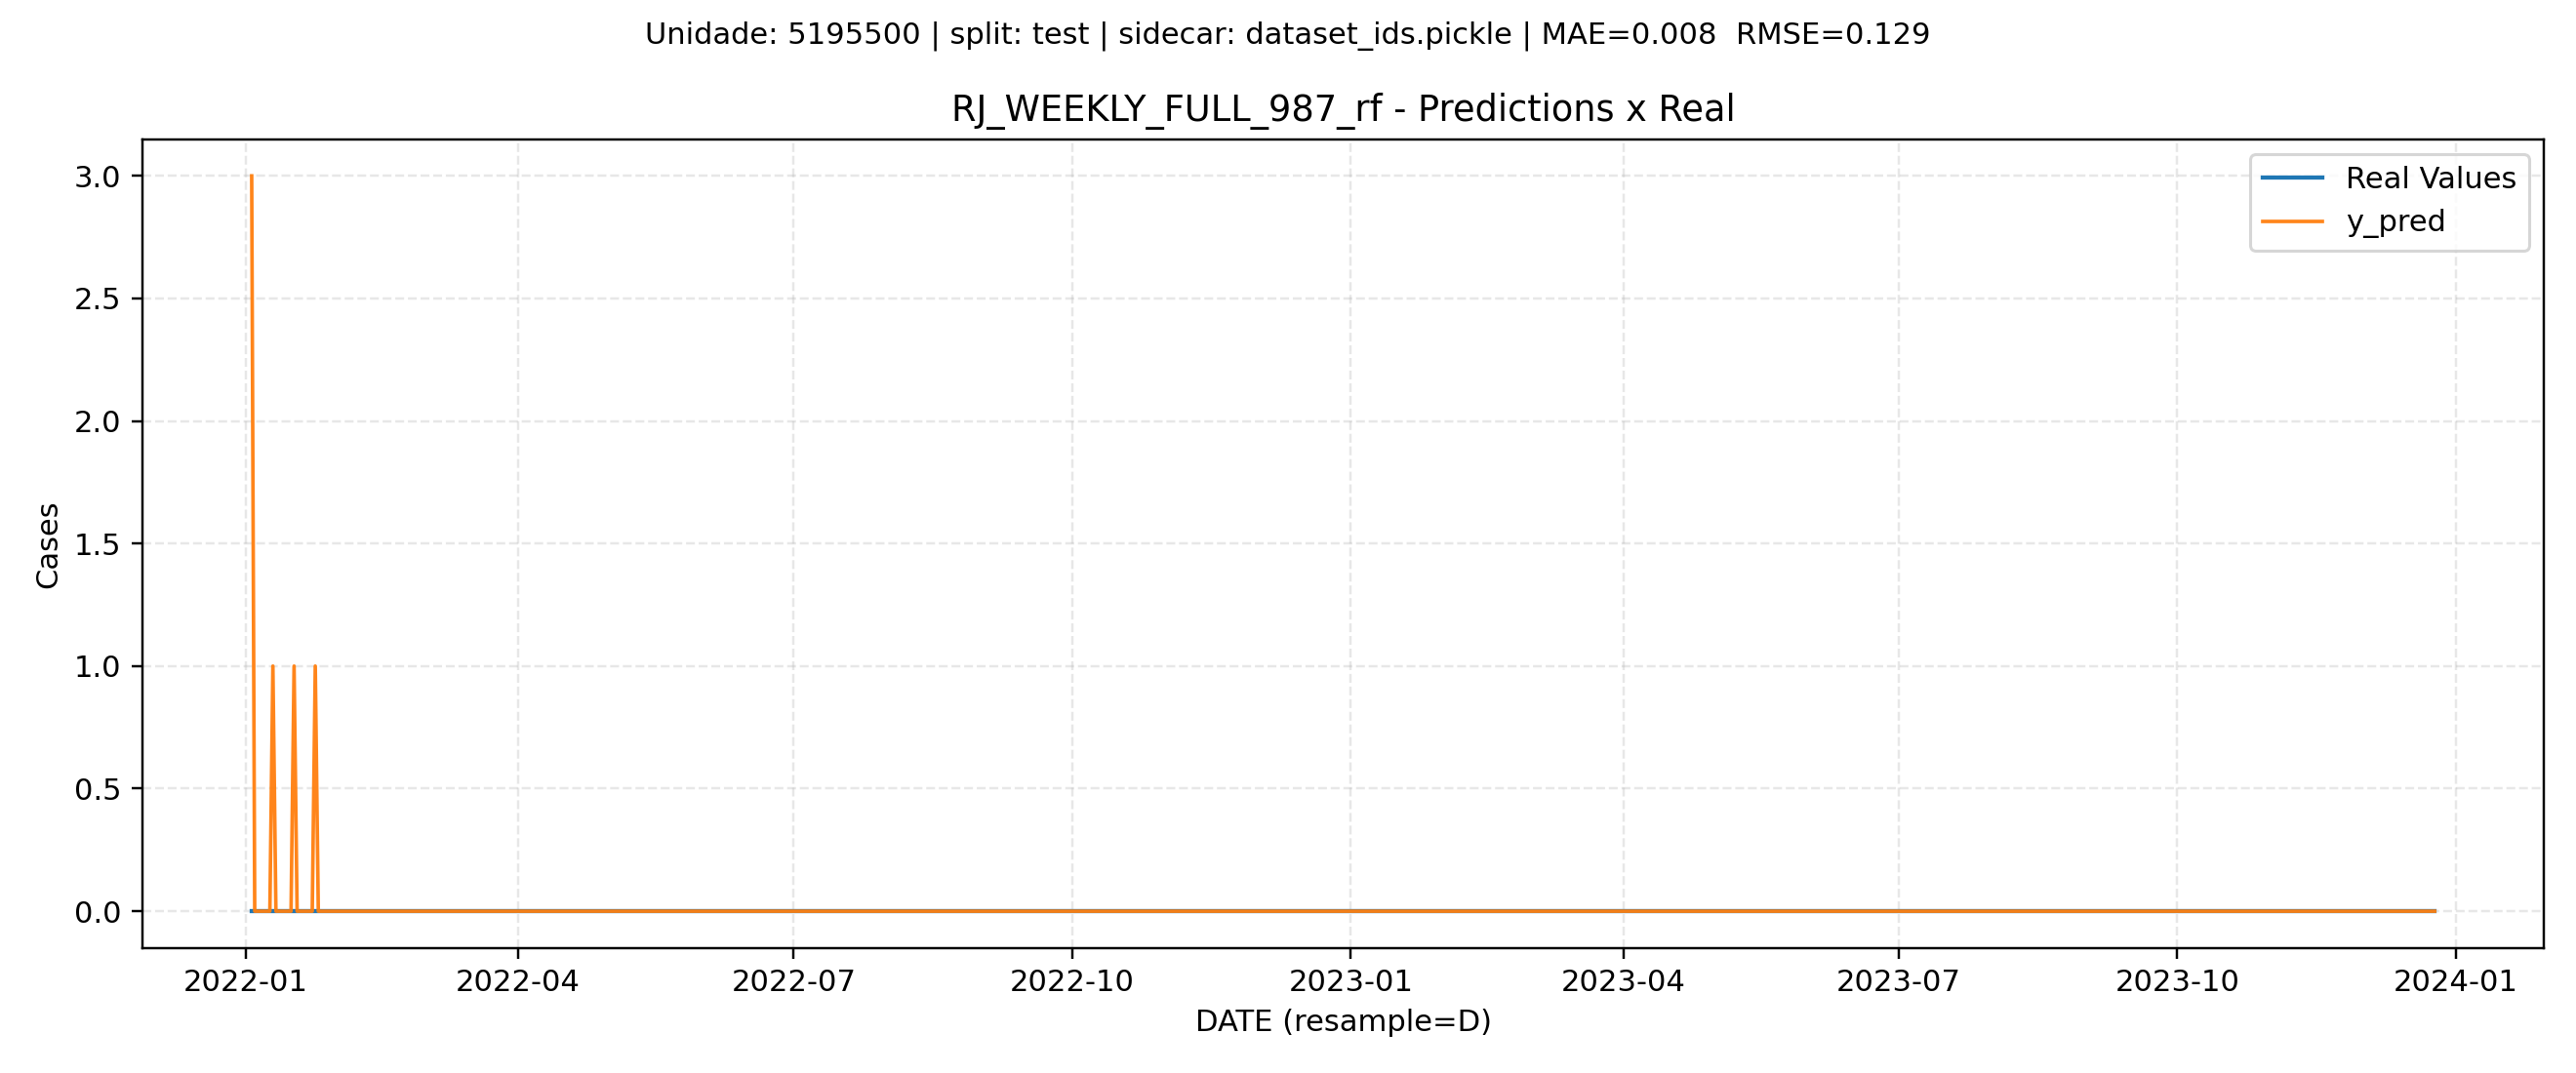 Unidade: 5195500 | split: test | sidecar: dataset_ids.pickle | MAE=0.008  RMSE=0.129
RJ_WEEKLY_FULL_987_rf - Predictions x Real
Real Values
y_pred
Cases
3.0
2.5
2.0
1.5
1.0
0.5
0.0
2022-01 2022-04 2022-07 2022-10 2023-01 2023-04 2023-07 2023-10 2024-01
DATE (resample=D)